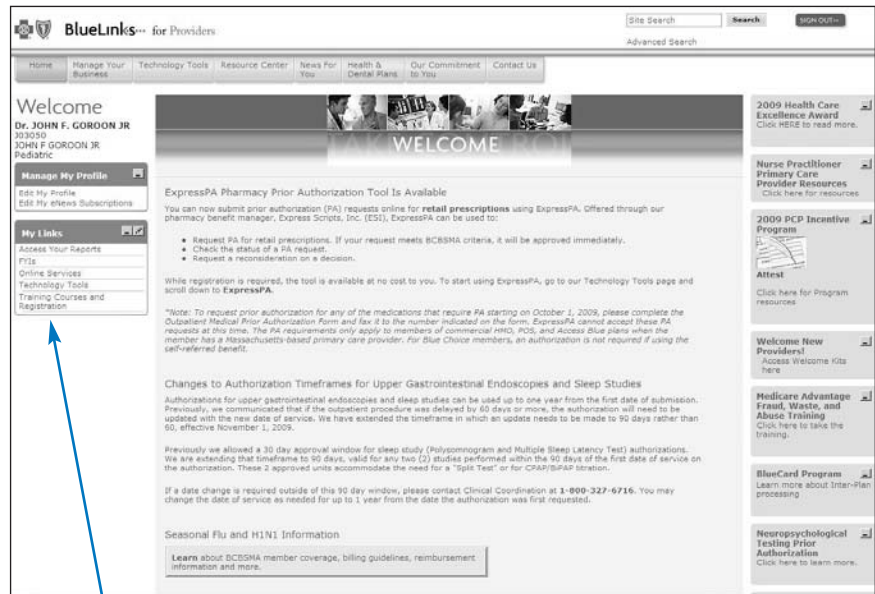 BlueLinks for Providers
Site Search
Search
SIGN OUT
Advanced Search
Home
Manage Your Business
Technology Tools
Resource Center
News For You
Health & Dental Plans
Our Commitment to You
Contact Us
Welcome
Dr. JOHN F. GOROON JR
J03050
JOHN F GOROON JR
Pediatric
Manage My Profile
Edit My Profile
Edit My eNews Subscriptions
My Links
Access Your Reports
FYIs
Online Services
Technology Tools
Training Courses and
Registration
WELCOME
ExpressPA Pharmacy Prior Authorization Tool Is Available
You can now submit prior authorization (PA) requests online for retail prescriptions using ExpressPA. Offered through our
pharmacy benefit manager, Express Scripts, Inc. (ESI), ExpressPA can be used to:
• Request PA for retail prescriptions. If your request meets BCBSMA criteria, it will be approved immediately.
• Check the status of a PA request.
• Request a reconsideration on a decision.
While registration is required, the tool is available at no cost to you. To start using ExpressPA, go to our Technology Tools page and
scroll down to ExpressPA.
*Note: To request prior authorization for any of the medications that require PA starting on October 1, 2009, please complete the
Outpatient Medical Prior Authorization Form and fax it to the number indicated on the form. ExpressPA cannot accept these PA
requests at this time. The PA requirements only apply to members of commercial HMO, POS, and Access Blue plans when the
member has a Massachusetts-based primary care provider. For Blue Choice members, an authorization is not required if using the
self-referred benefit.
Changes to Authorization Timeframes for Upper Gastrointestinal Endoscopies and Sleep Studies
Authorizations for upper gastrointestinal endoscopies and sleep studies can be used up to one year from the first date of submission.
Previously, we communicated that if the outpatient procedure was delayed by 60 days or more, the authorization will need to be
updated with the new date of service. We have extended the timeframe in which an update needs to be made to 90 days rather than
60, effective November 1, 2009.
Previously we allowed a 30 day approval window for sleep study (Polysomnogram and Multiple Sleep Latency Test) authorizations.
We are extending that timeframe to 90 days, valid for any two (2) studies performed within the 90 days of the first date of service on
the authorization. These 2 approved units accommodate the need for a "Split Test" or for CPAP/BiPAP titration.
If a date change is required outside of this 90 day window, please contact Clinical Coordination at 1-800-327-6716. You may
change the date of service as needed for up to 1 year from the date the authorization was first requested.
Seasonal Flu and H1N1 Information
Learn about BCBSMA member coverage, billing guidelines, reimbursement
information and more.
2009 Health Care
Excellence Award
Click HERE to read more.
Nurse Practitioner
Primary Care
Provider Resources
Click here for resources
2009 PCP Incentive
Program
Attest
Click here for Program
resources
Welcome New
Providers!
Access Welcome Kits
here
Medicare Advantage
Fraud, Waste, and
Abuse Training
Click here to take the
training.
BlueCard Program
Learn more about Inter-Plan
processing
Neuropsychological
Testing Prior
Authorization
Click here to learn more.